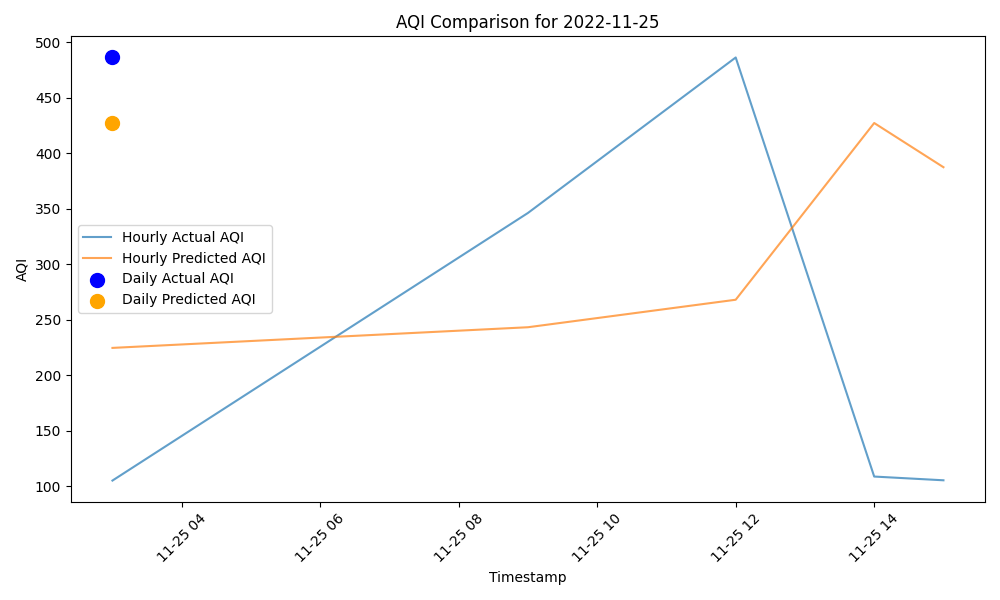 AQI Comparison for 2022-11-25
AQI
500
450
400
350
300
250
200
150
100
Hourly Actual AQI
Hourly Predicted AQI
Daily Actual AQI
Daily Predicted AQI
11-25 04
11-25 06
11-25 08
11-25 10
11-25 12
11-25 14
Timestamp